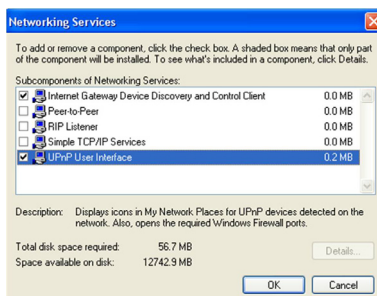 Networking Services
To add or remove a component, click the check box. A shaded box means that only part
of the component will be installed. To see what's included in a component, click Details.
Subcomponents of Networking Services:
Internet Gateway Device Discovery and Control Client 0.0 MB
Peer-to-Peer 0.0 MB
RIP Listener 0.0 MB
Simple TCP/IP Services 0.0 MB
UPnP User Interface 0.2 MB
Description: Displays icons in My Network Places for UPnP devices detected on the
network. Also, opens the required Windows Firewall ports.
Total disk space required: 56.7 MB
Space available on disk: 12742.9 MB
Details...
OK Cancel